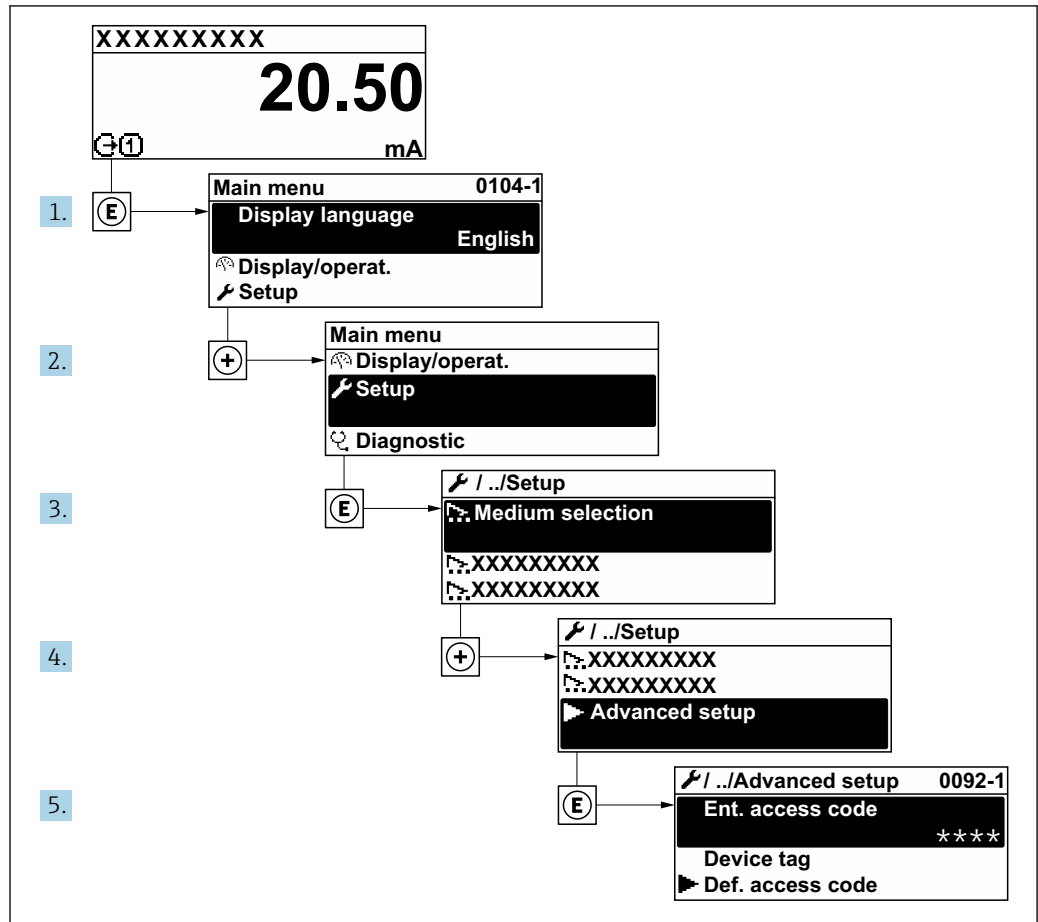 XXXXXXXXX
20.50
1 mA
Main menu 0104-1
1. E Display language
English
Display/operat.
Setup
Main menu
2. + Display/operat.
Setup
Diagnostic
/ ../Setup
3. E Medium selection
XXXXXXXXX
XXXXXXXXX
/ ../Setup
4. + XXXXXXXXX
XXXXXXXXX
Advanced setup
/ ../Advanced setup 0092-1
5. E Ent. access code
****
Device tag
Def. access code